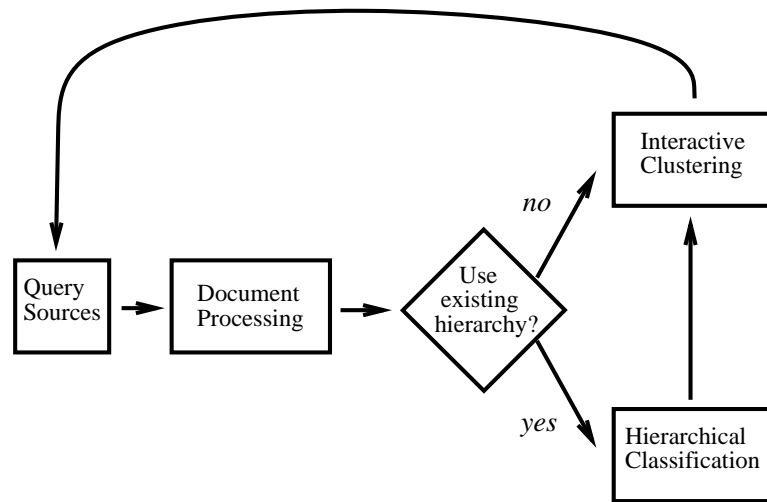 Query
Sources
Document
Processing
Use
existing
hierarchy?
no
Interactive
Clustering
yes
Hierarchical
Classification